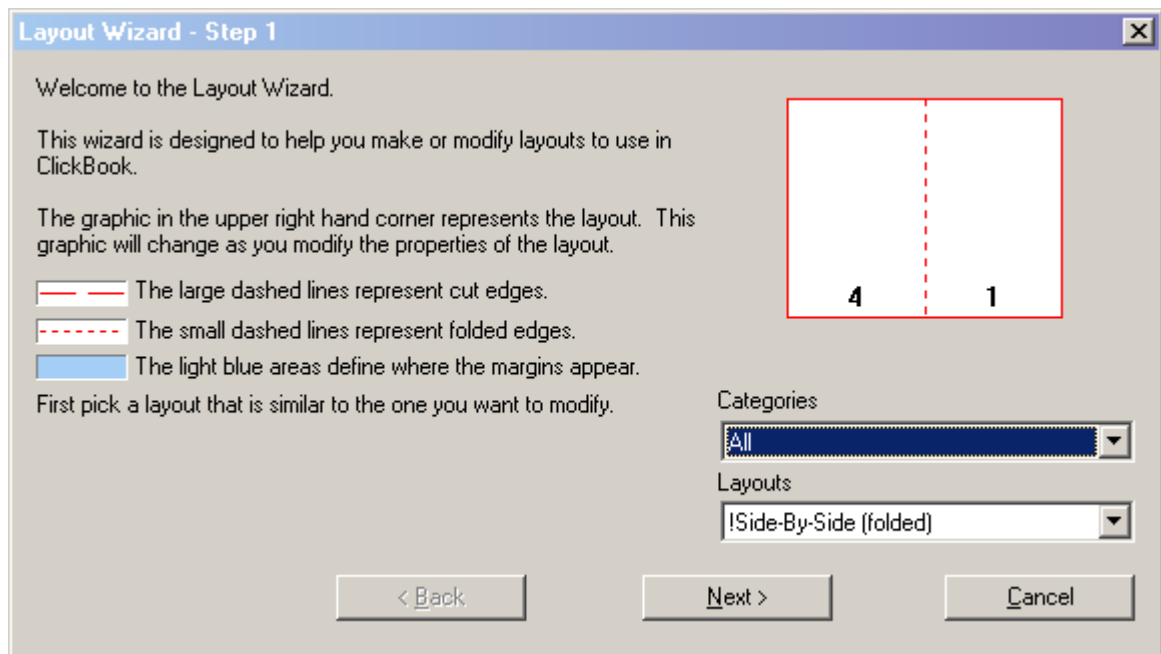 Layout Wizard - Step 1
Welcome to the Layout Wizard.
This wizard is designed to help you make or modify layouts to use in
ClickBook.
The graphic in the upper right hand corner represents the layout. This
graphic will change as you modify the properties of the layout.
4 1
The large dashed lines represent cut edges.
The small dashed lines represent folded edges.
The light blue areas define where the margins appear.
First pick a layout that is similar to the one you want to modify.
Categories
All
Layouts
!Side-By-Side (folded)
< Back Next > Cancel